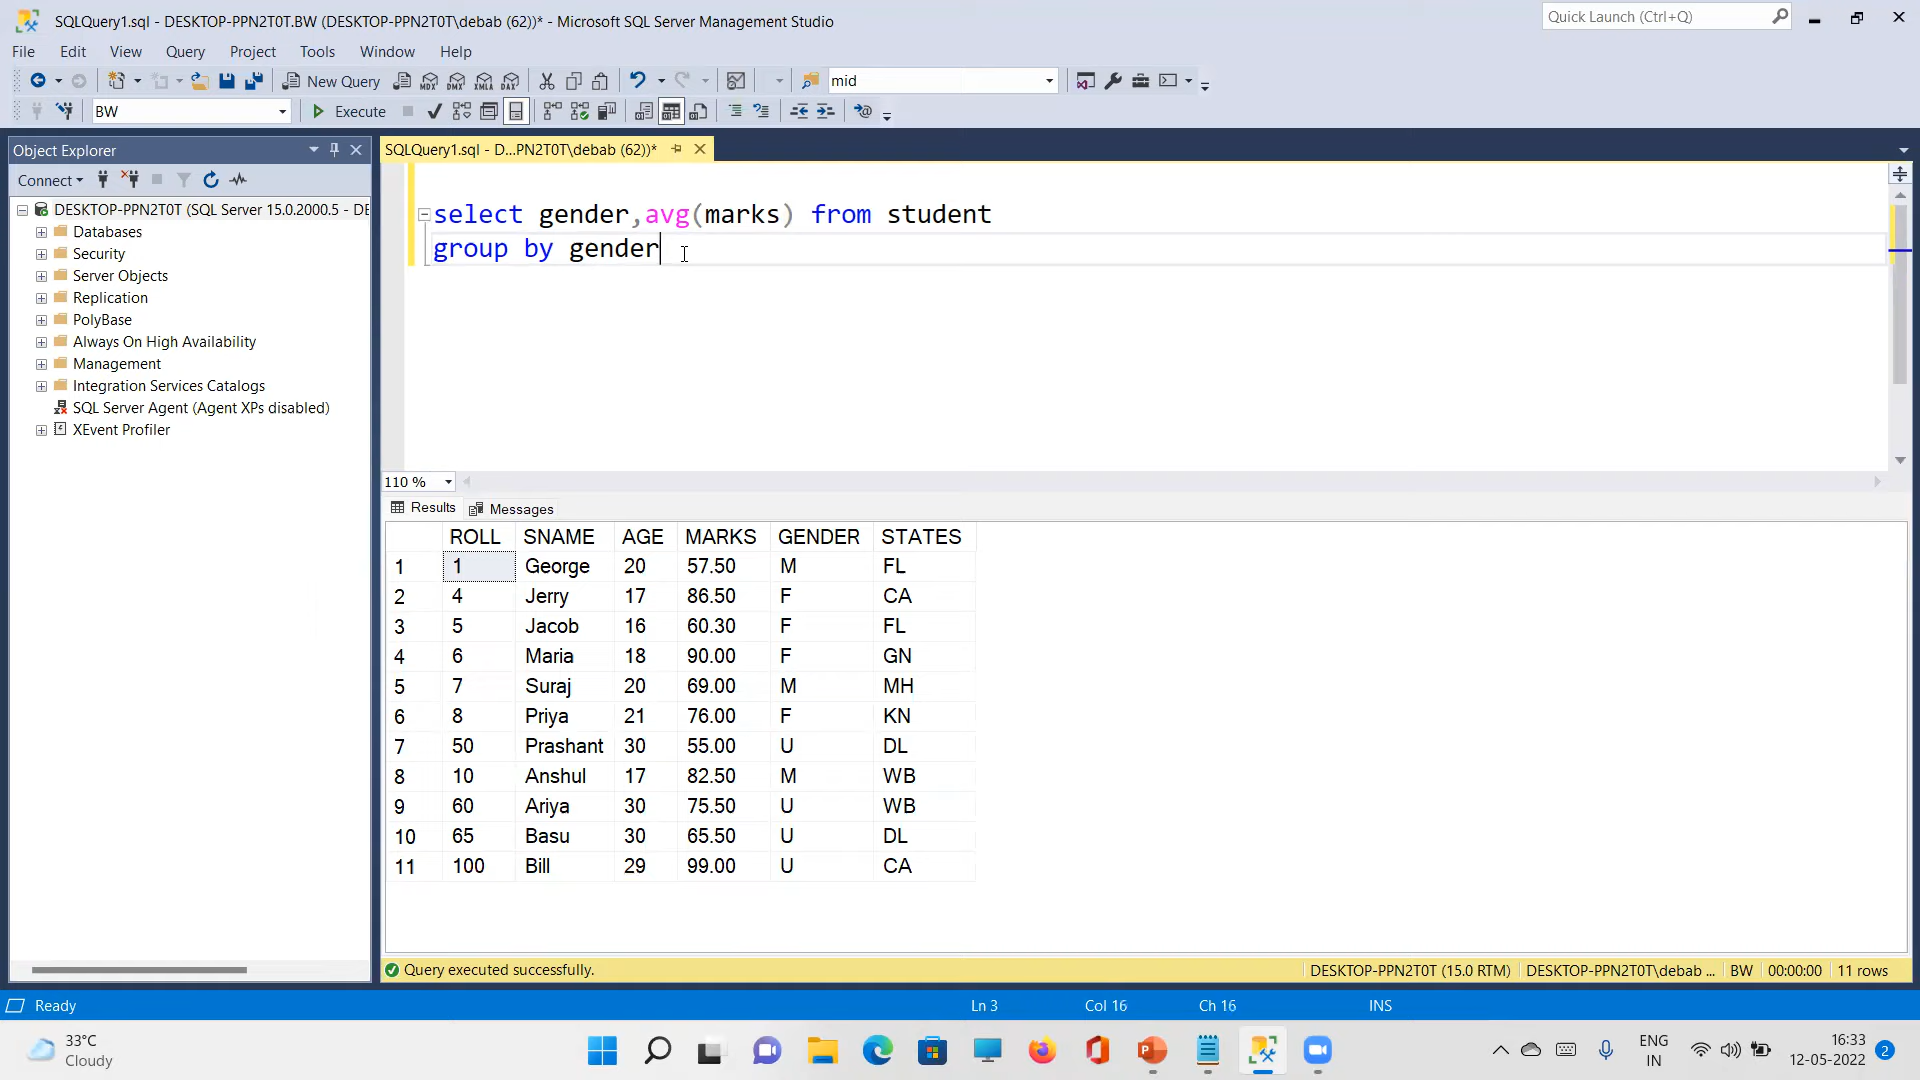 SQLQuery1.sql - DESKTOP-PPN2T0T.BW (DESKTOP-PPN2T0T\debab (62))* - Microsoft SQL Server Management Studio
Quick Launch (Ctrl+Q)
File Edit View Query Project Tools Window Help
New Query MDX DMX XMLA DAX mid
BW Execute
Object Explorer
SQLQuery1.sql - D...PN2T0T\debab (62))*
Connect
DESKTOP-PPN2T0T (SQL Server 15.0.2000.5 - DE
Databases
Security
Server Objects
Replication
PolyBase
Always On High Availability
Management
Integration Services Catalogs
SQL Server Agent (Agent XPs disabled)
XEvent Profiler
select gender,avg(marks) from student
group by gender
110 %
Results Messages
ROLL SNAME AGE MARKS GENDER STATES
1 1 George 20 57.50 M FL
2 4 Jerry 17 86.50 F CA
3 5 Jacob 16 60.30 F FL
4 6 Maria 18 90.00 F GN
5 7 Suraj 20 69.00 M MH
6 8 Priya 21 76.00 F KN
7 50 Prashant 30 55.00 U DL
8 10 Anshul 17 82.50 M WB
9 60 Ariya 30 75.50 U WB
10 65 Basu 30 65.50 U DL
11 100 Bill 29 99.00 U CA
Query executed successfully. DESKTOP-PPN2T0T (15.0 RTM) DESKTOP-PPN2T0T\debab ... BW 00:00:00 11 rows
Ready Ln 3 Col 16 Ch 16 INS
33°C
Cloudy
ENG
IN
16:33
12-05-2022
2